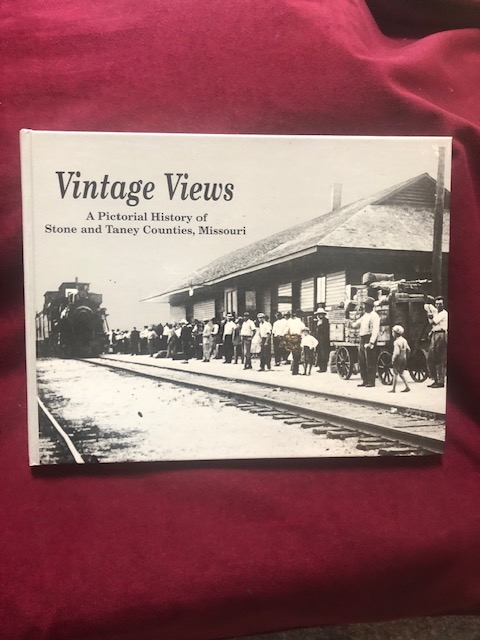 Vintage Views
A Pictorial History of
Stone and Taney Counties, Missouri